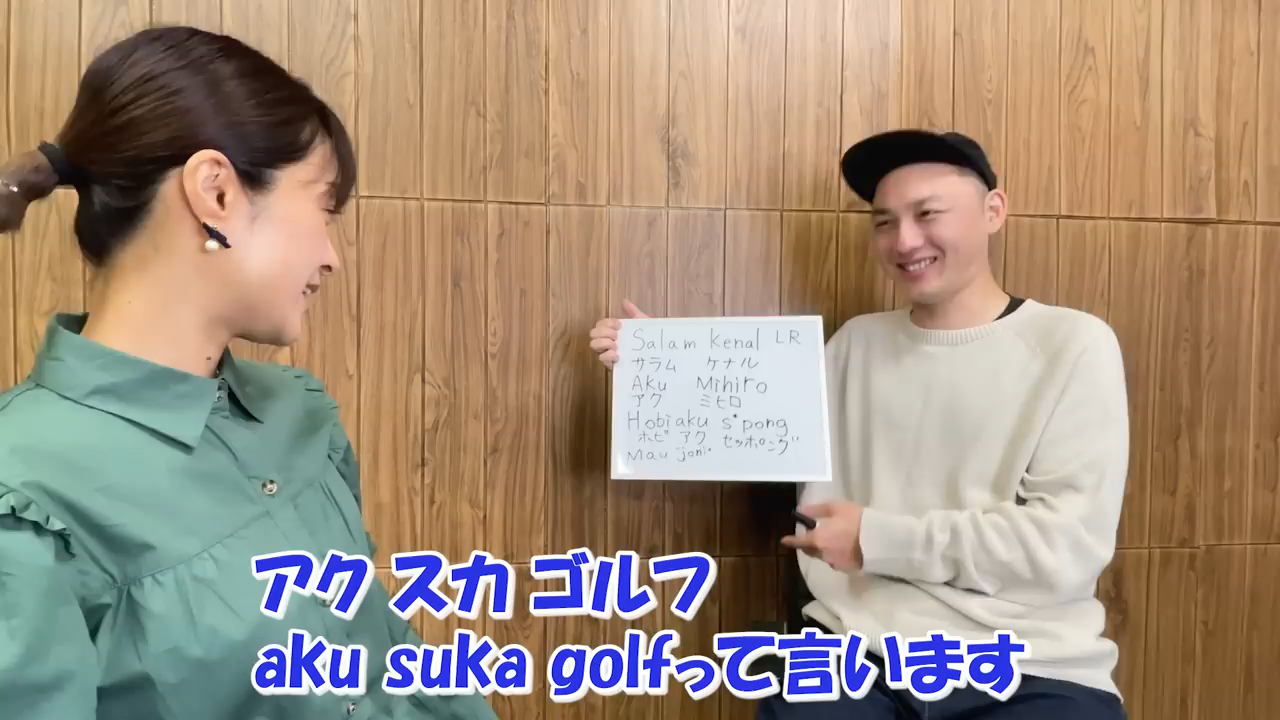 Salam Kenal LR
サラム ケナル
Aku Mihiro
アク ミヒロ
Hobi aku s*pong
ホビ アク セッポング
Mau joni*
アク スカ ゴルフ
aku suka golfって言います